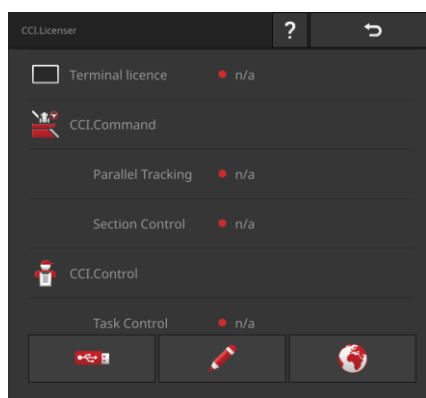 CCI.Licenser ?
Terminal licence n/a
CCI.Command
Parallel Tracking n/a
Section Control n/a
CCI.Control
Task Control n/a